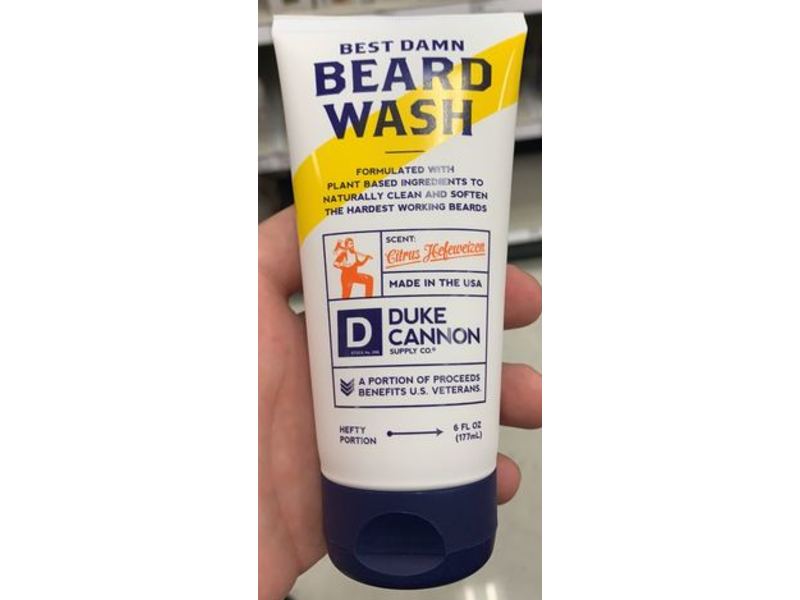 BEST DAMN
BEARD
WASH
FORMULATED WITH
PLANT BASED INGREDIENTS TO
NATURALLY CLEAN AND SOFTEN
THE HARDEST WORKING BEARDS
SCENT:
Citrus Hefeweizen
MADE IN THE USA
D
DUKE
CANNON
SUPPLY CO.®
A PORTION OF PROCEEDS
BENEFITS U.S. VETERANS.
HEFTY
PORTION
6 FL OZ
(177mL)